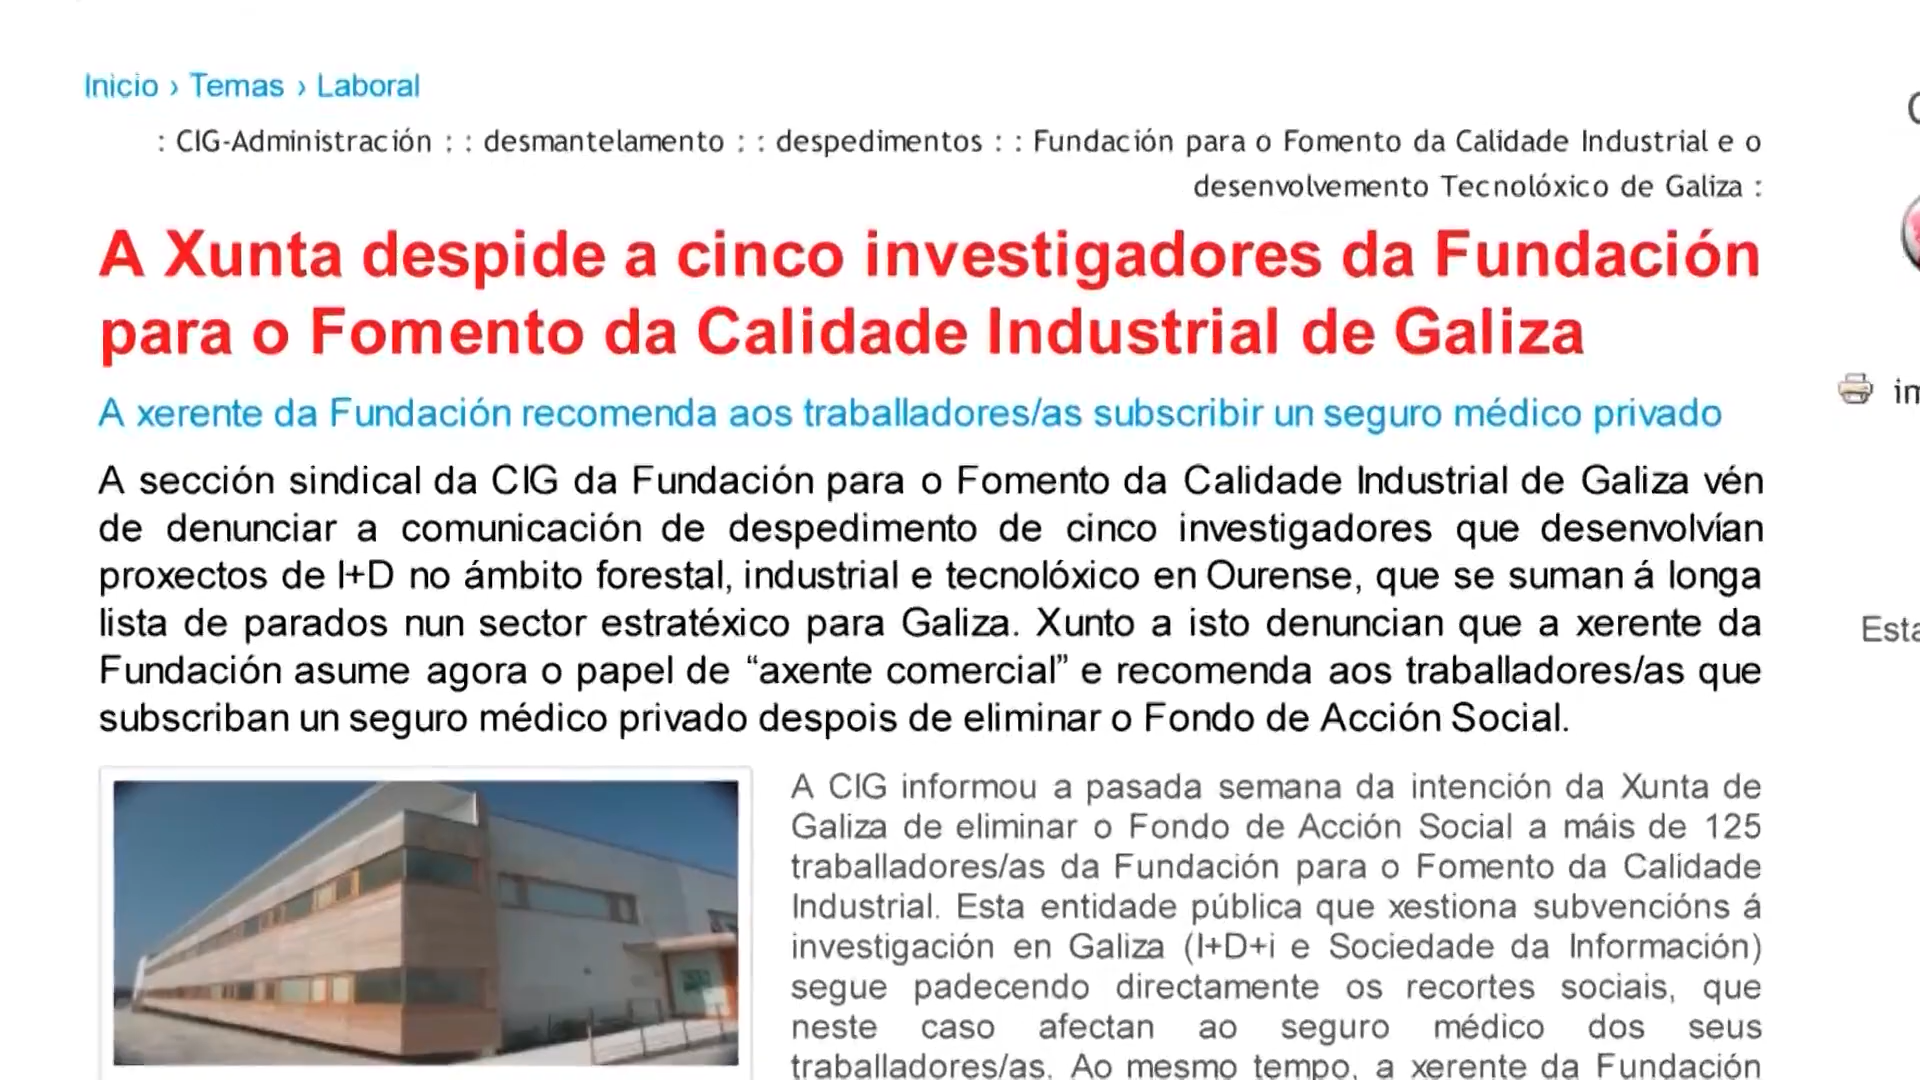 Inicio › Temas › Laboral
: CIG-Administración : : desmantelamento : : despedimentos : : Fundación para o Fomento da Calidade Industrial e o
desenvolvemento Tecnolóxico de Galiza :
A Xunta despide a cinco investigadores da Fundación
para o Fomento da Calidade Industrial de Galiza
A xerente da Fundación recomenda aos traballadores/as subscribir un seguro médico privado
A sección sindical da CIG da Fundación para o Fomento da Calidade Industrial de Galiza vén
de denunciar a comunicación de despedimento de cinco investigadores que desenvolvían
proxectos de I+D no ámbito forestal, industrial e tecnolóxico en Ourense, que se suman á longa
lista de parados nun sector estratéxico para Galiza. Xunto a isto denuncian que a xerente da
Fundación asume agora o papel de “axente comercial” e recomenda aos traballadores/as que
subscriban un seguro médico privado despois de eliminar o Fondo de Acción Social.
A CIG informou a pasada semana da intención da Xunta de
Galiza de eliminar o Fondo de Acción Social a máis de 125
traballadores/as da Fundación para o Fomento da Calidade
Industrial. Esta entidade pública que xestiona subvencións á
investigación en Galiza (I+D+i e Sociedade da Información)
segue padecendo directamente os recortes sociais, que
neste caso afectan ao seguro médico dos seus
traballadores/as. Ao mesmo tempo, a xerente da Fundación